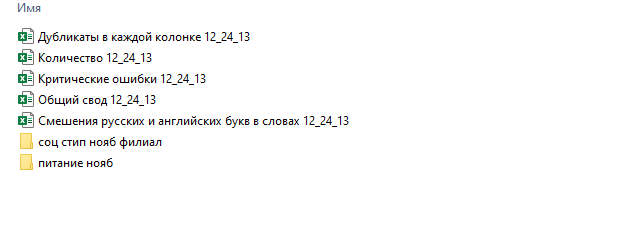 Имя
Дубликаты в каждой колонке 12_24_13
Количество 12_24_13
Критические ошибки 12_24_13
Общий свод 12_24_13
Смешения русских и английских букв в словах 12_24_13
соц стип нояб филиал
питание нояб